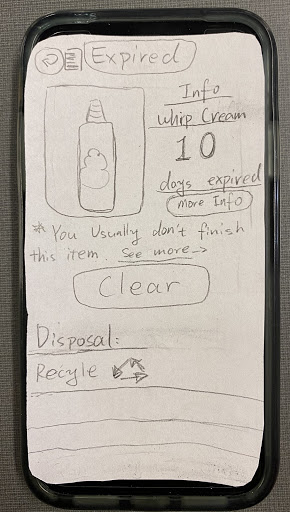 Expired
Info
Whip Cream
10
days expired
More Info
* You Usually don't finish
this item. See more ->
Clear
Disposal:
Recyle